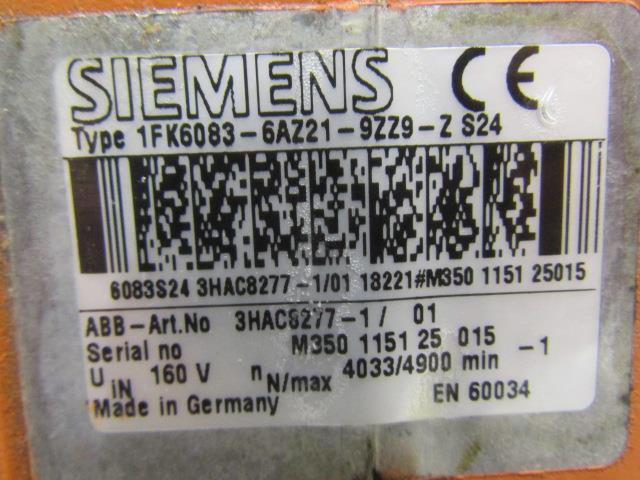 SIEMENS CE
Type 1FK6083-6AZ21-9ZZ9-Z S24
6083S24 3HAC8277-1/01 18221#M350 1151 25015
ABB-Art.No 3HAC8277-1/ 01
Serial no M350 1151 25 015
U IN 160 V n N/max 4033/4900 min -1
Made in Germany EN 60034